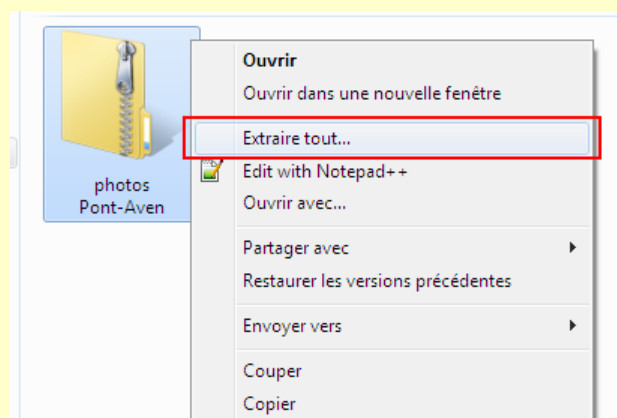 photos
Pont-Aven
Ouvrir
Ouvrir dans une nouvelle fenêtre
Extraire tout...
Edit with Notepad++
Ouvrir avec...
Partager avec
Restaurer les versions précédentes
Envoyer vers
Couper
Copier